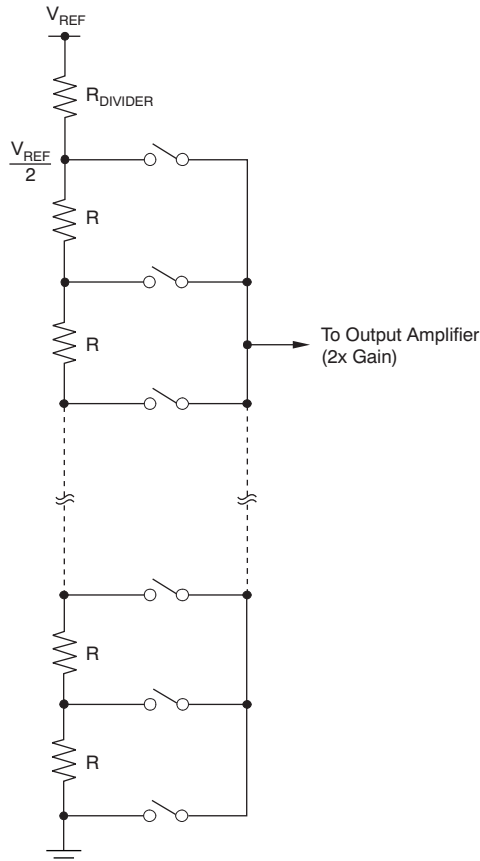 VREF
RDIVIDER
VREF
2
R
R
To Output Amplifier
(2x Gain)
R
R